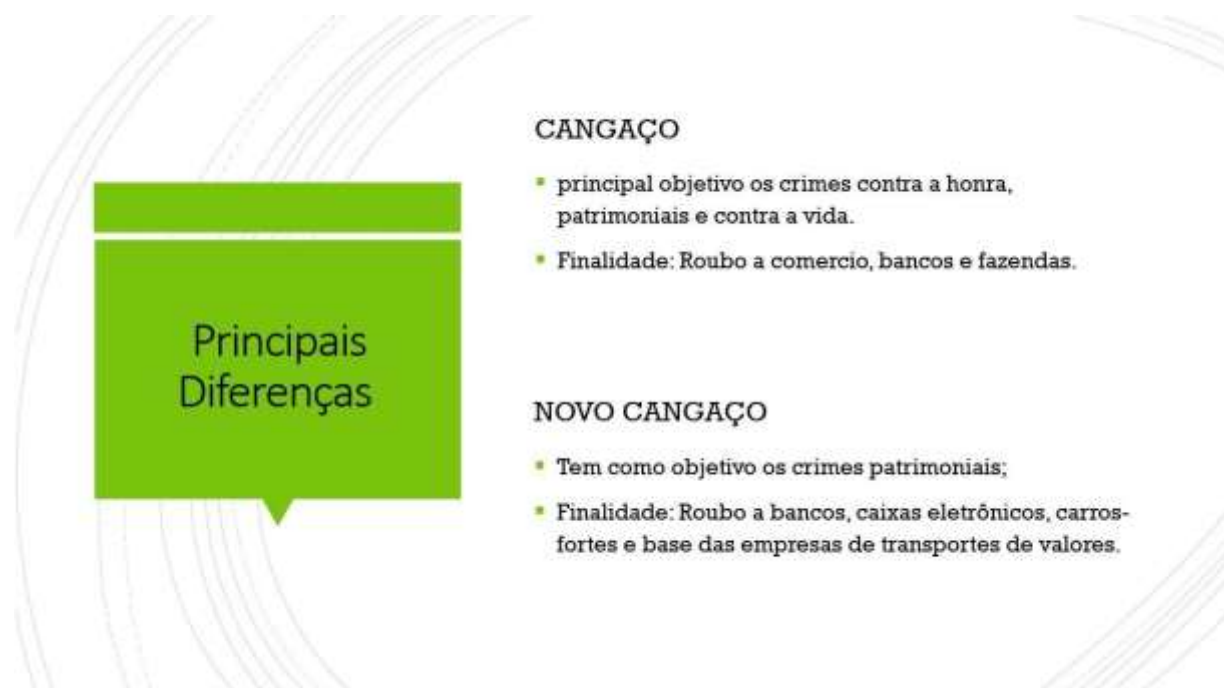 Principais
Diferenças
CANGAÇO
principal objetivo os crimes contra a honra,
patrimoniais e contra a vida.
Finalidade: Roubo a comercio, bancos e fazendas.
NOVO CANGAÇO
Tem como objetivo os crimes patrimoniais;
Finalidade: Roubo a bancos, caixas eletrônicos, carros-
fortes e base das empresas de transportes de valores.